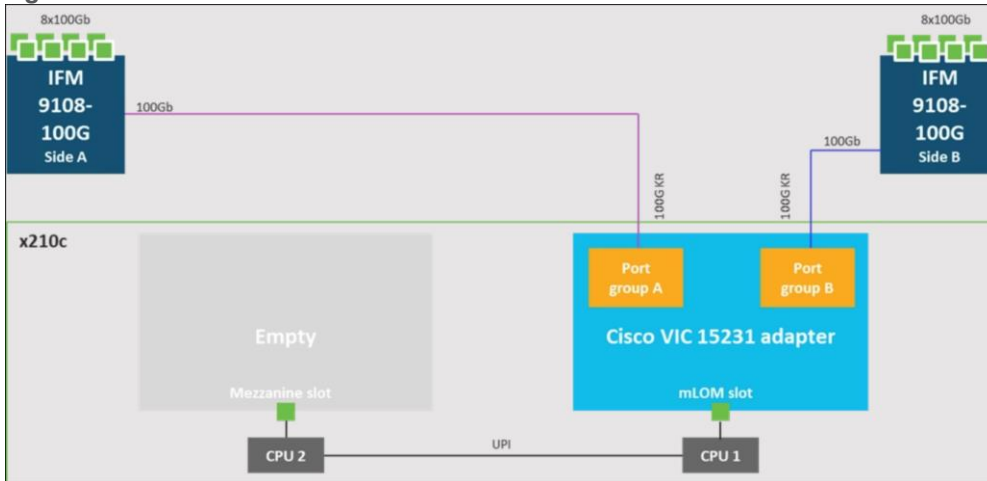 8x100Gb
IFM
9108-
100G
Side A
100Gb
8x100Gb
IFM
9108-
100G
Side B
100Gb
100G KR
100G KR
x210c
Empty
Mezzanine slot
Port
group A
Port
group B
Cisco VIC 15231 adapter
mLOM slot
CPU 2
UPI
CPU 1